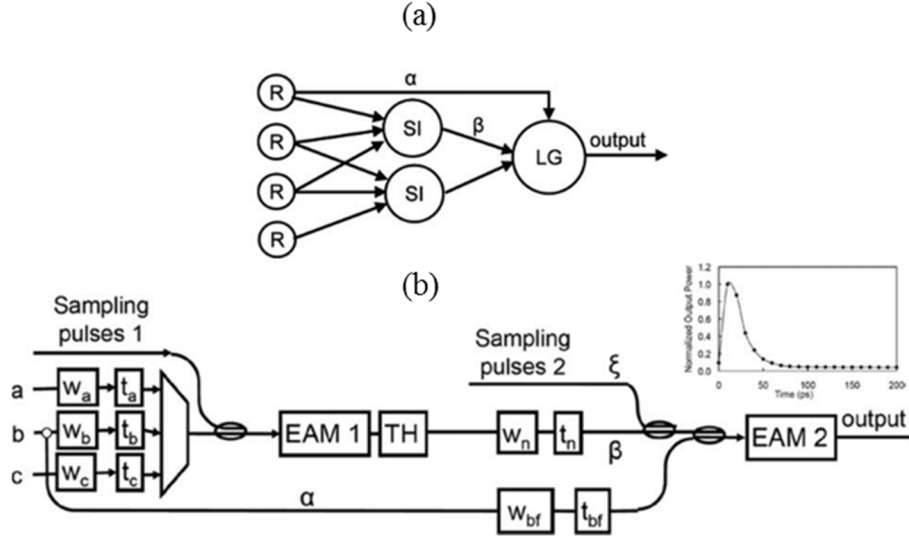 (a)
R
R
R
R
α
SI
SI
β
LG
output
(b)
Sampling
pulses 1
a
b
c
w_a
t_a
w_b
t_b
w_c
t_c
EAM 1
TH
α
Sampling
pulses 2
ξ
w_n
t_n
β
w_bf
t_bf
EAM 2
output
Normalized Output Power
1.2
1.0
0.8
0.6
0.4
0.2
0.0
0
50
100
150
200
Time (ps)